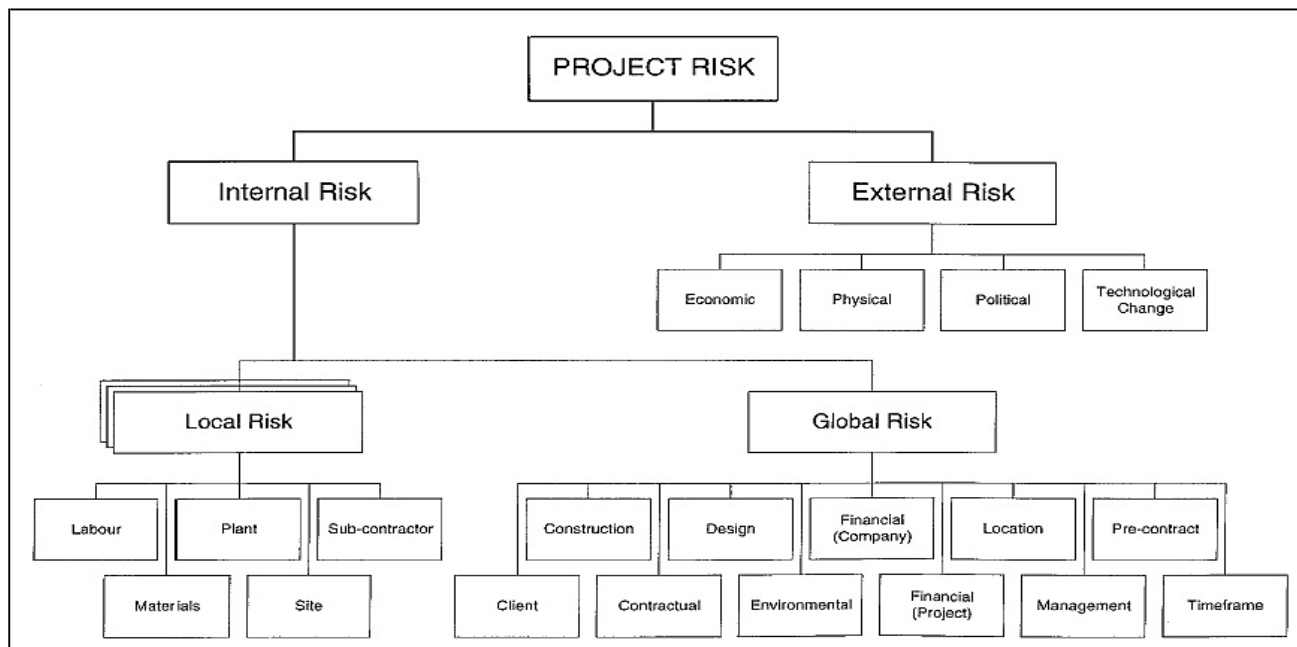 PROJECT RISK
Internal Risk
External Risk
Economic
Physical
Political
Technological
Change
Local Risk
Global Risk
Labour
Plant
Sub-contractor
Materials
Site
Construction
Design
Financial
(Company)
Location
Pre-contract
Client
Contractual
Environmental
Financial
(Project)
Management
Timeframe